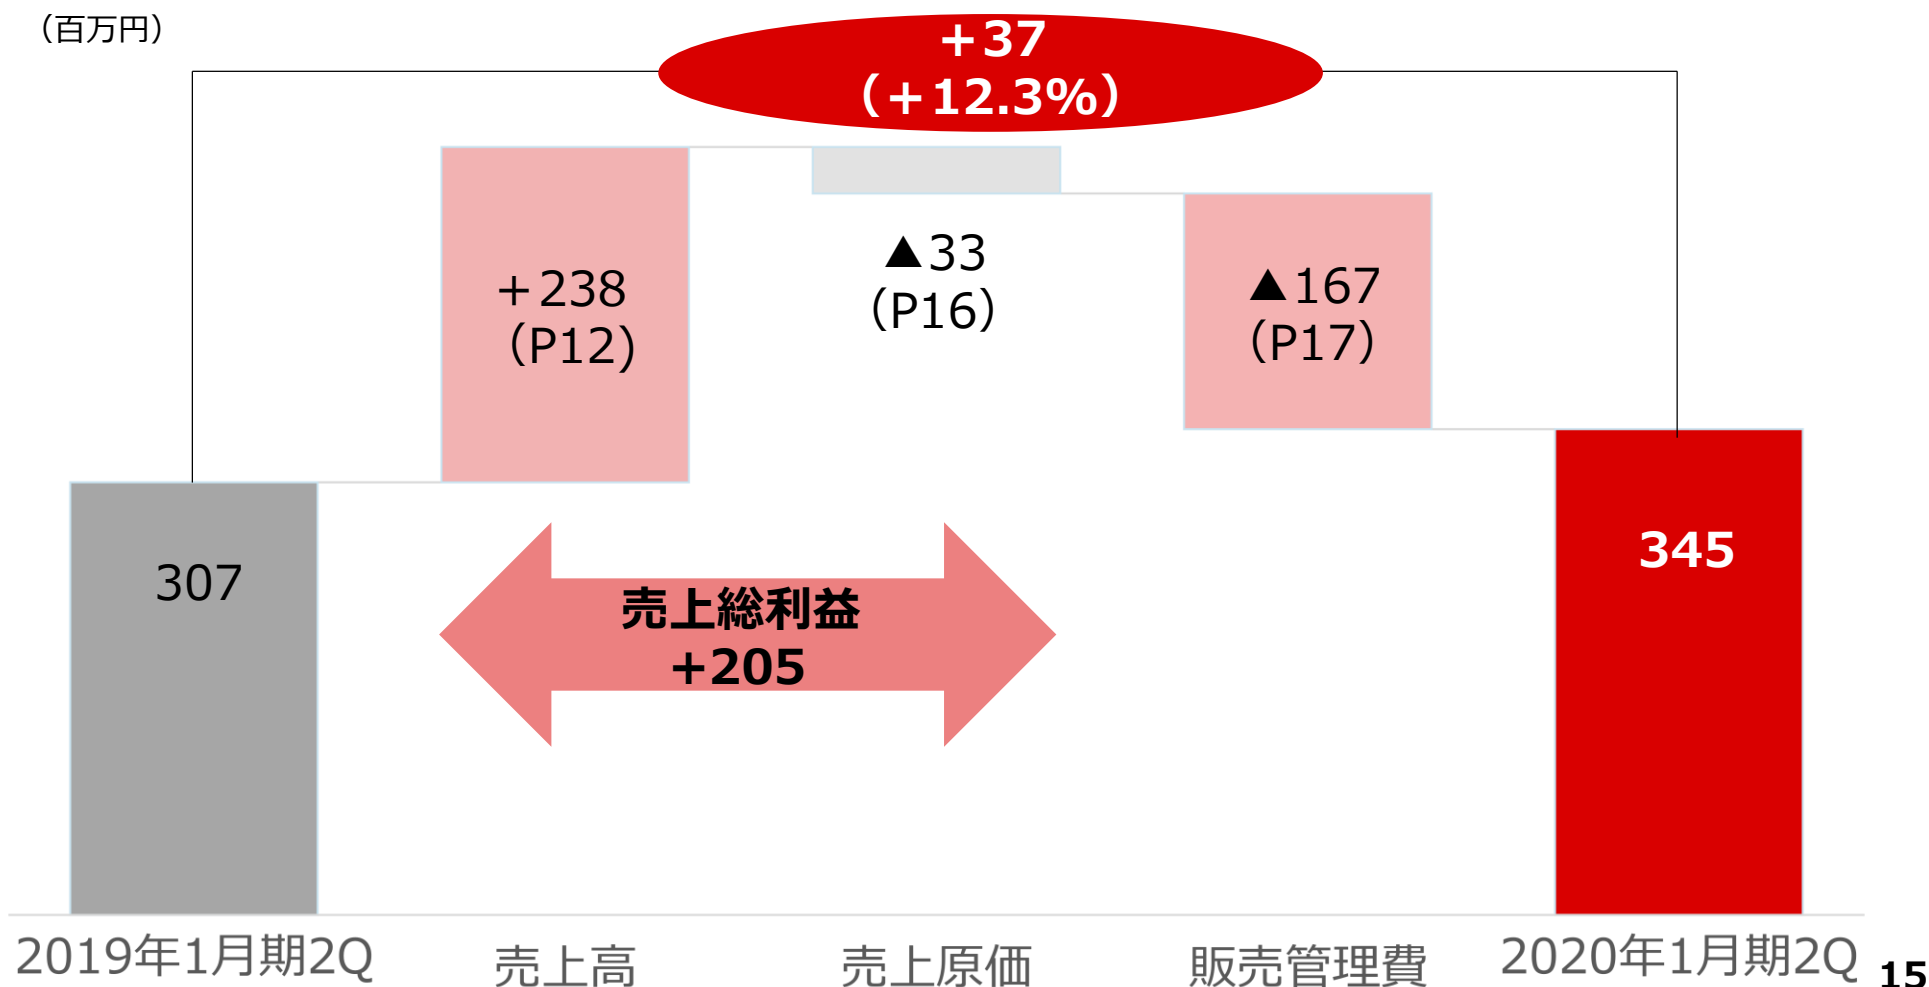 （百万円）
+37
（+12.3%）
+238
（P12）
▲33
（P16）
▲167
（P17）
307
345
売上総利益
+205
2019年1月期2Q
売上高
売上原価
販売管理費
2020年1月期2Q
15